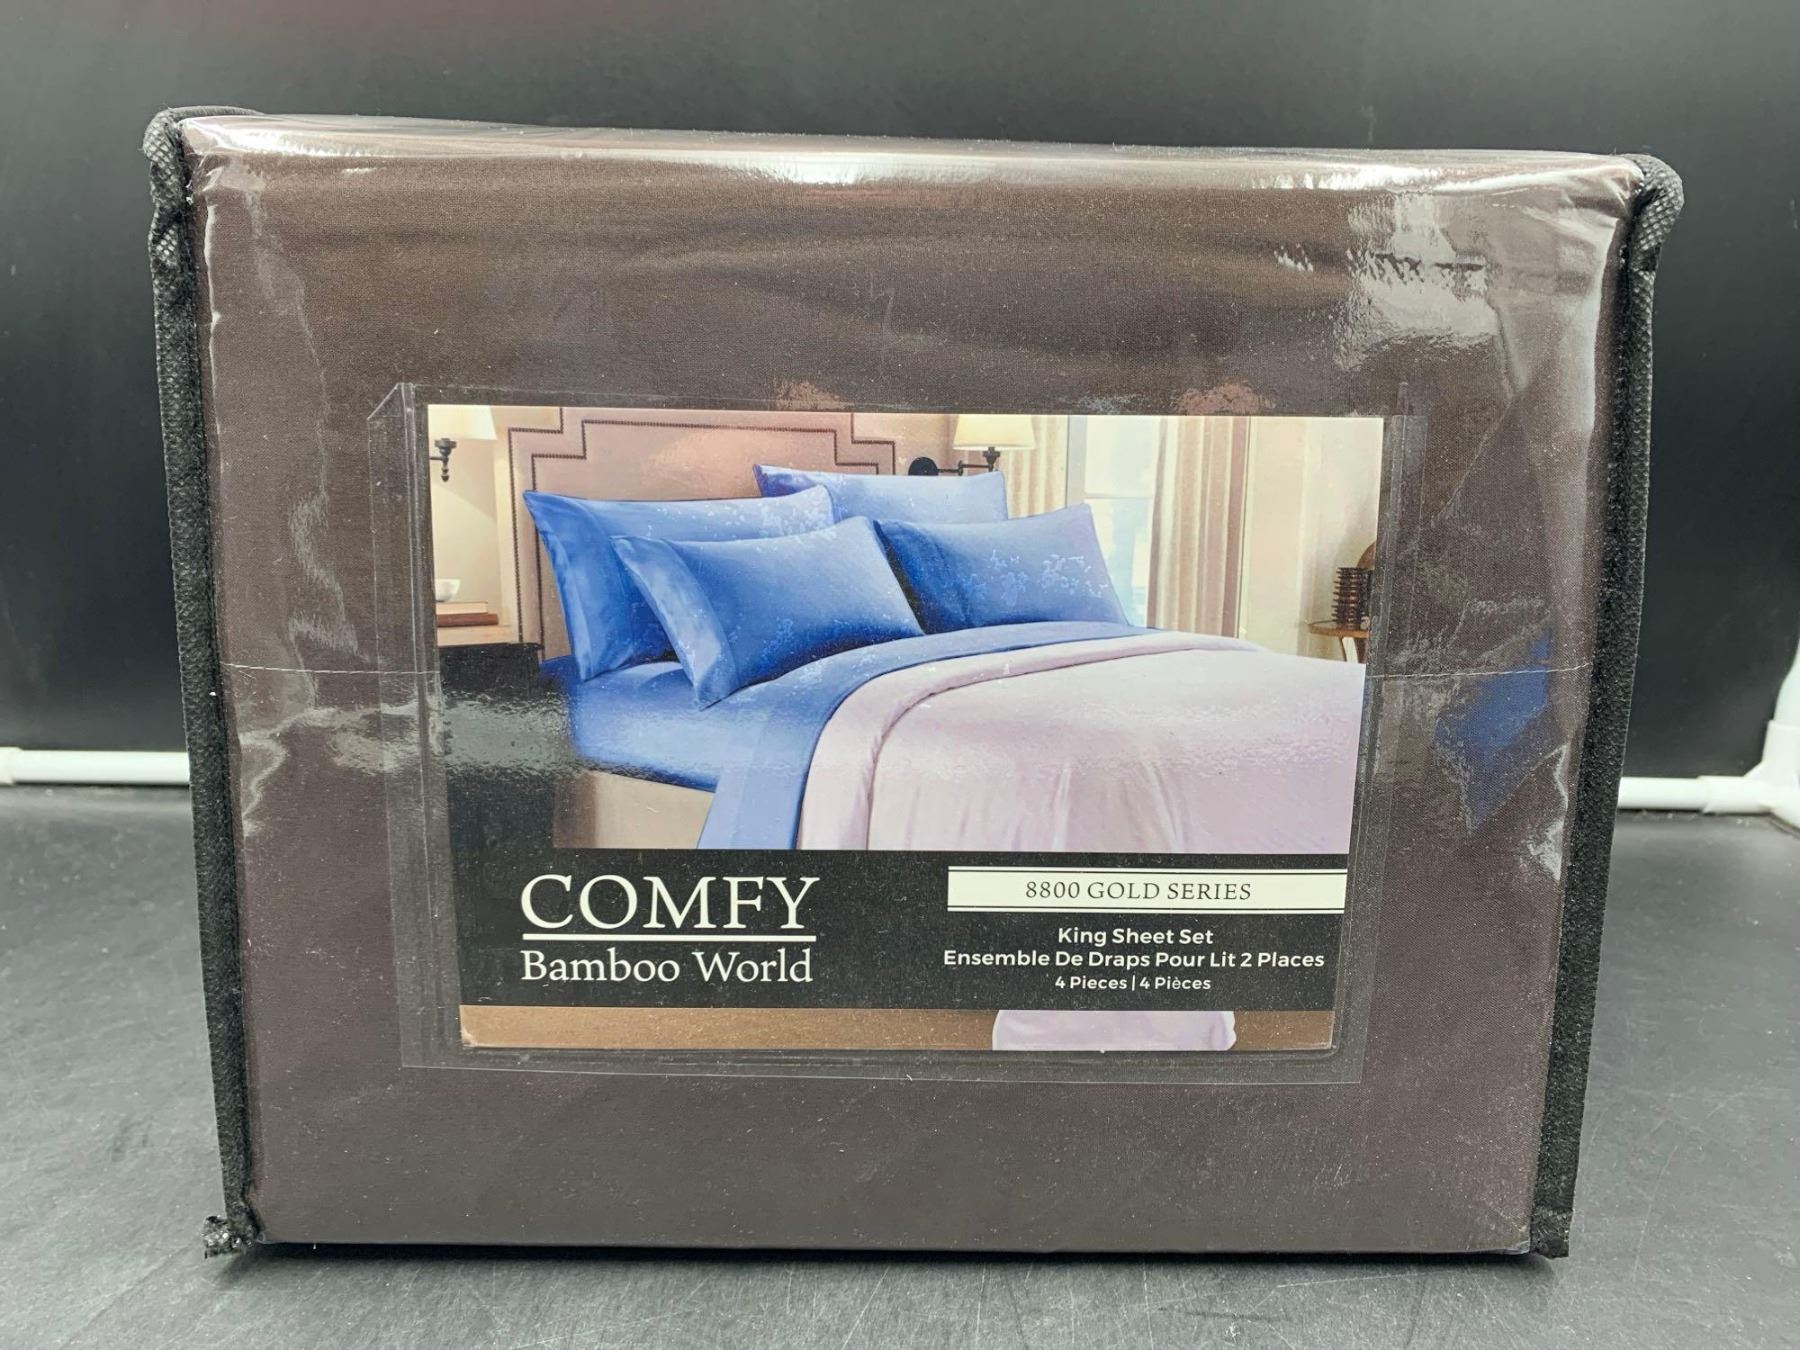 COMFY
Bamboo World
8800 GOLD SERIES
King Sheet Set
Ensemble De Draps Pour Lit 2 Places
4 Pieces | 4 Pièces